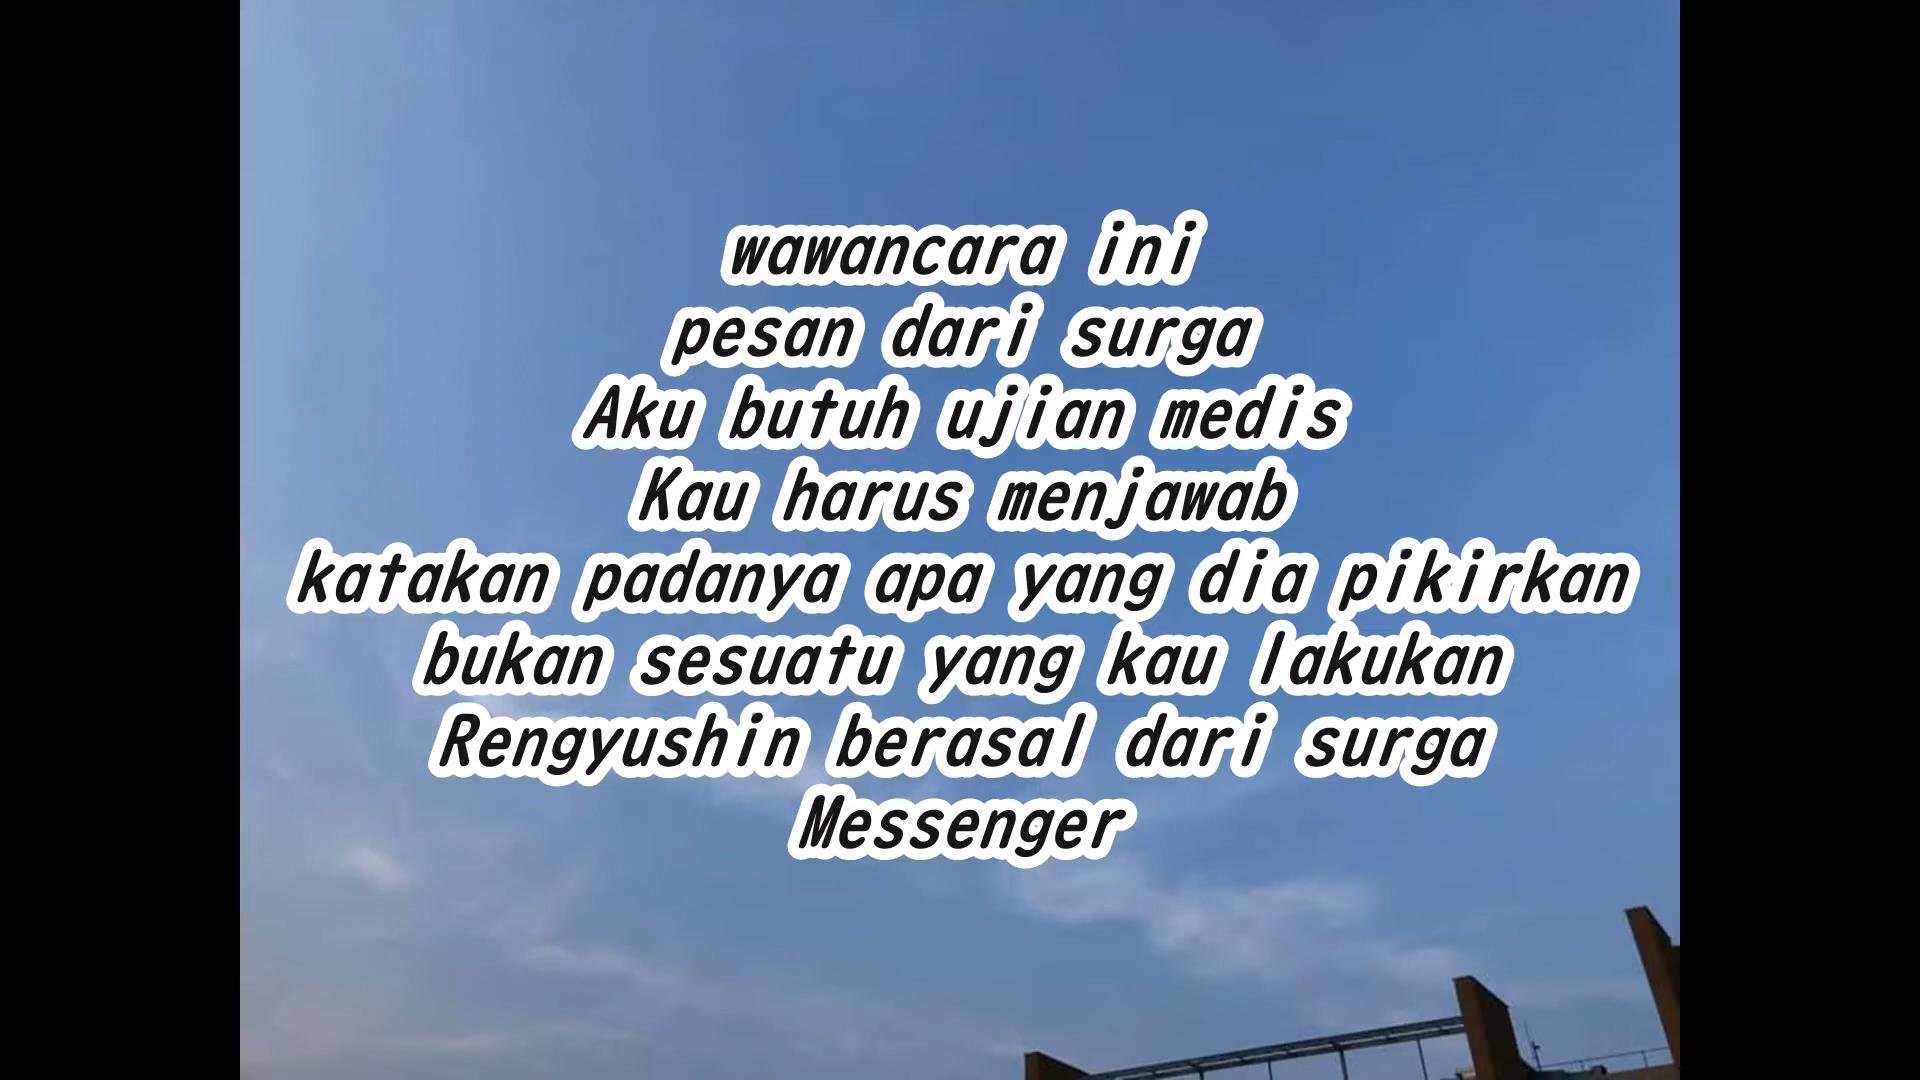 wawancara ini
pesan dari surga
Aku butuh ujian medis
Kau harus menjawab
katakan padanya apa yang dia pikirkan
bukan sesuatu yang kau lakukan
Rengyushin berasal dari surga
Messenger